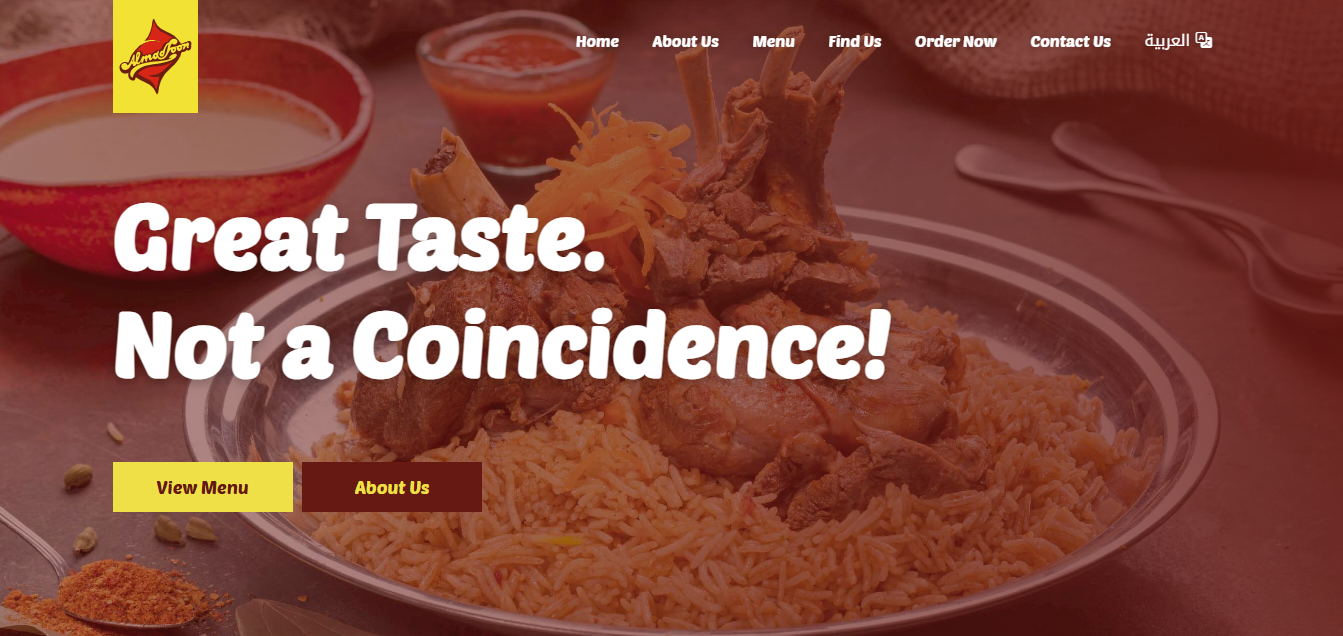 Almadfoon
Home About Us Menu Find Us Order Now Contact Us العربية
Great Taste.
Not a Coincidence!
View Menu About Us